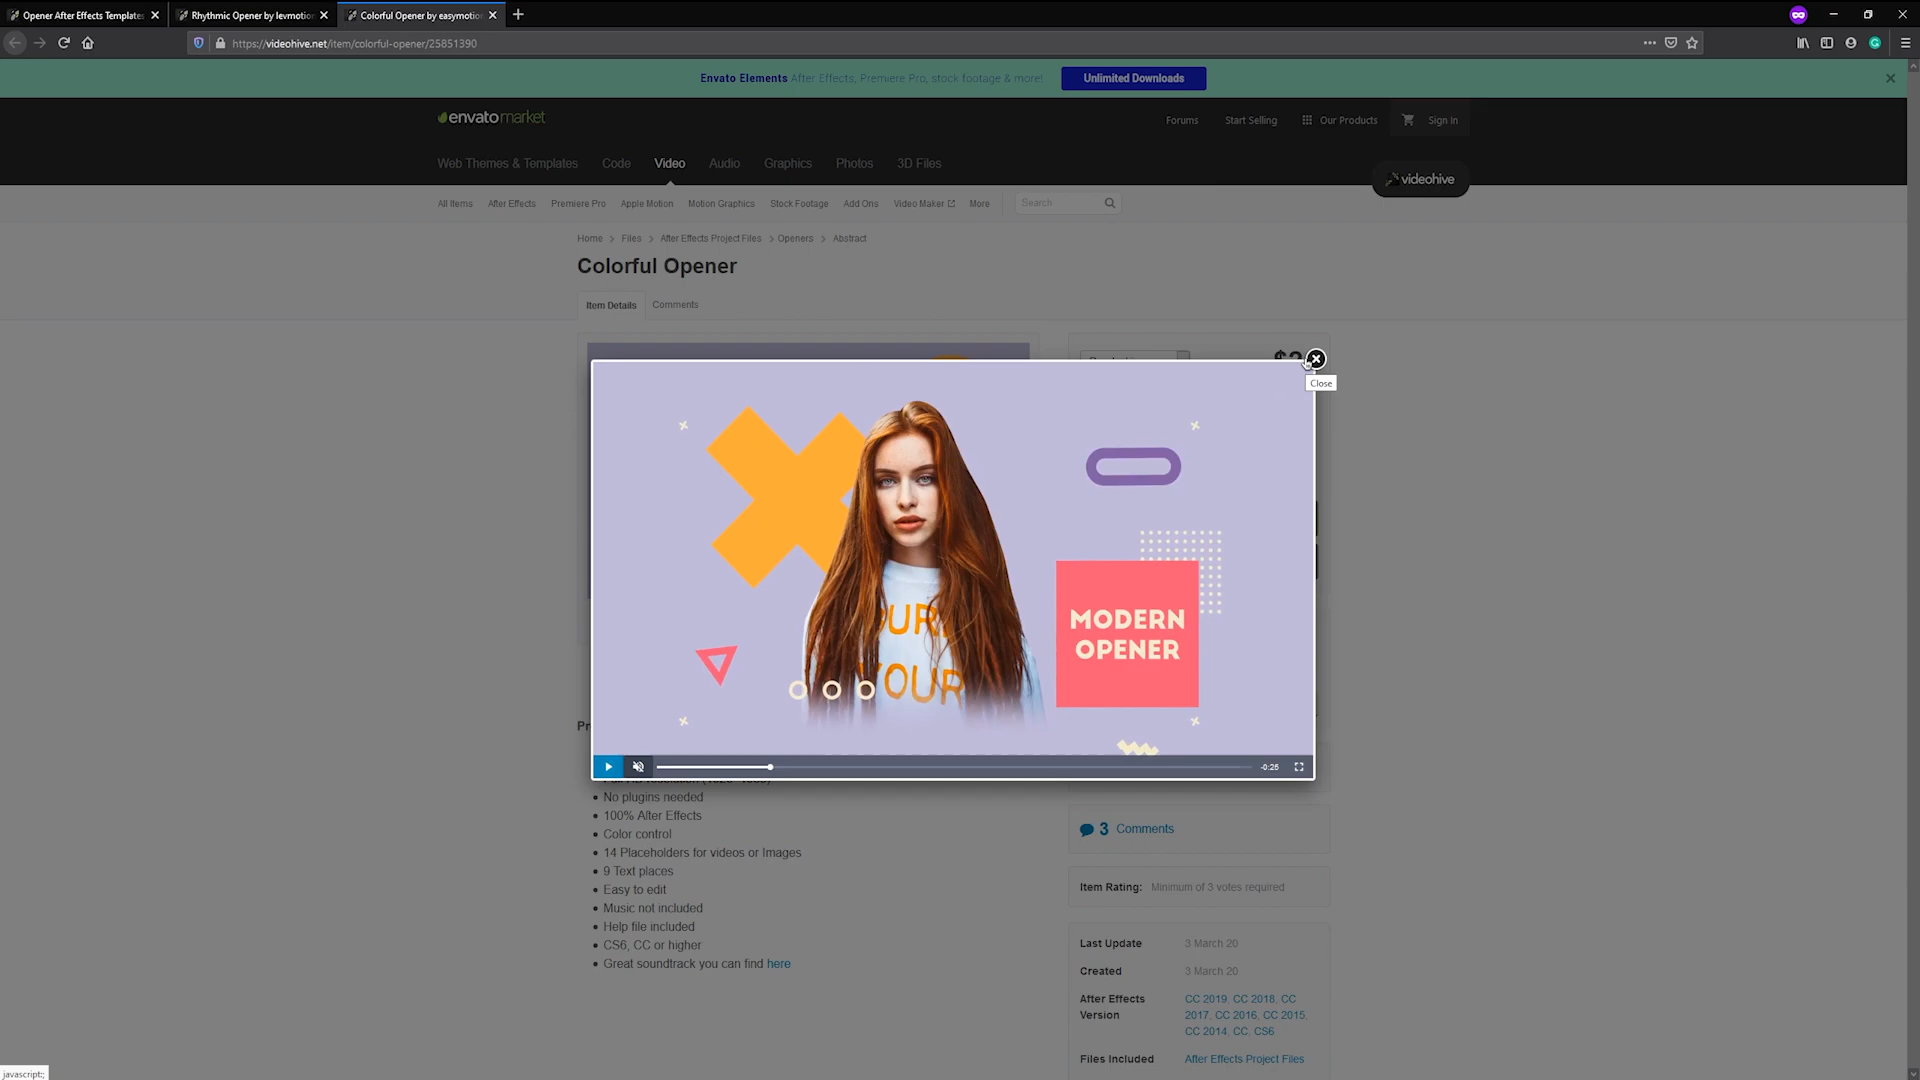 Opener After Effects Templates
Rhythmic Opener by levmotion
Colorful Opener by easymotion
https://videohive.net/item/colorful-opener/25851390
Envato Elements After Effects, Premiere Pro, stock footage & more!
Unlimited Downloads
envatomarket
Forums
Start Selling
Our Products
Sign In
Web Themes & Templates
Code
Video
Audio
Graphics
Photos
3D Files
videohive
All Items
After Effects
Premiere Pro
Apple Motion
Motion Graphics
Stock Footage
Add Ons
Video Maker
More
Search
Home > Files > After Effects Project Files > Openers > Abstract
Colorful Opener
Item Details
Comments
Close
MODERN
OPENER
-0:25
No plugins needed
100% After Effects
Color control
14 Placeholders for videos or Images
9 Text places
Easy to edit
Music not included
Help file included
CS6, CC or higher
Great soundtrack you can find here
3 Comments
Item Rating: Minimum of 3 votes required
Last Update 3 March 20
Created 3 March 20
After Effects CC 2019, CC 2018, CC
Version 2017, CC 2016, CC 2015,
CC 2014, CC, CS6
Files Included After Effects Project Files
javascript:;